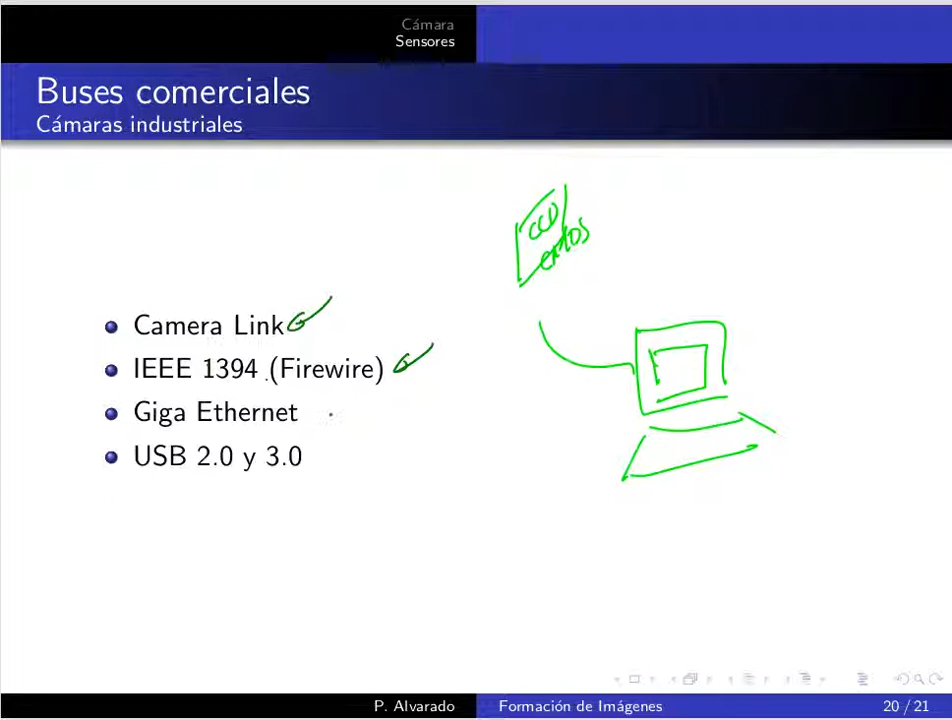 Cámara
Sensores
Buses comerciales
Cámaras industriales
CCD
CMOS
Camera Link
IEEE 1394 (Firewire)
Giga Ethernet
USB 2.0 y 3.0
P. Alvarado
Formación de Imágenes
20 / 21